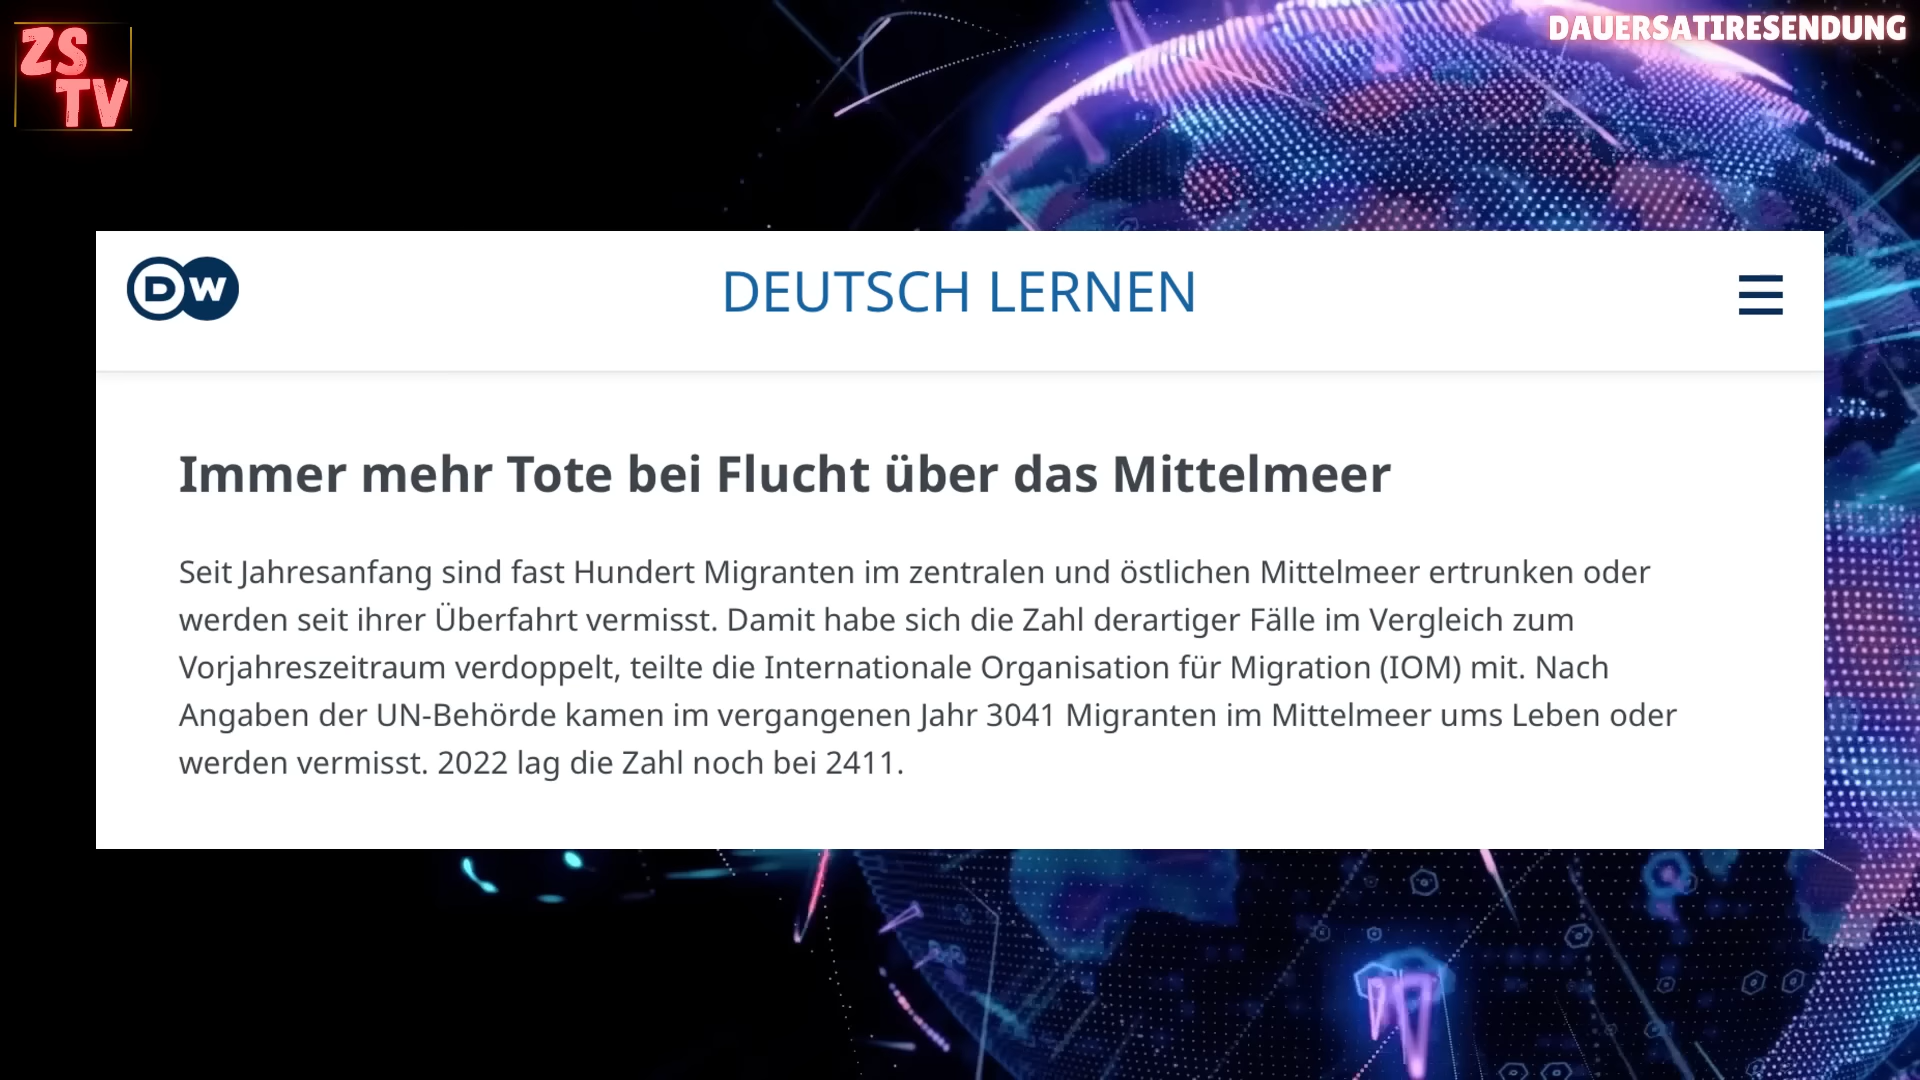 ZS
TV
DAUERSATIRESENDUNG
DW
DEUTSCH LERNEN
Immer mehr Tote bei Flucht über das Mittelmeer
Seit Jahresanfang sind fast Hundert Migranten im zentralen und östlichen Mittelmeer ertrunken oder
werden seit ihrer Überfahrt vermisst. Damit habe sich die Zahl derartiger Fälle im Vergleich zum
Vorjahreszeitraum verdoppelt, teilte die Internationale Organisation für Migration (IOM) mit. Nach
Angaben der UN-Behörde kamen im vergangenen Jahr 3041 Migranten im Mittelmeer ums Leben oder
werden vermisst. 2022 lag die Zahl noch bei 2411.